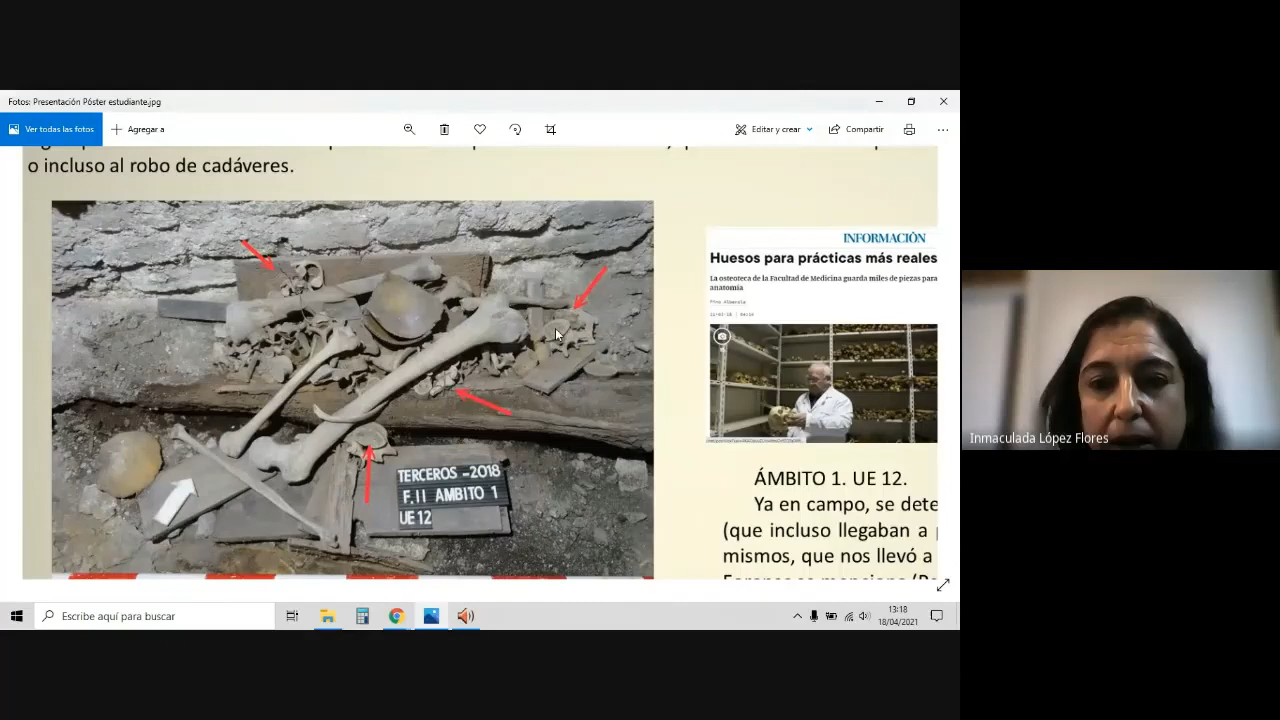 Fotos: Presentación Póster estudiante.jpg
Ver todas las fotos
Agregar a
Editar y crear
Compartir
o incluso al robo de cadáveres.
TERCEROS -2018
F.II AMBITO 1
UE 12
INFORMACIÓN
Huesos para prácticas más reales
La osteoteca de la Facultad de Medicina guarda miles de piezas para
anatomía
ÁMBITO 1. UE 12.
Ya en campo, se dete
(que incluso llegaban a
mismos, que nos llevó a
Inmaculada López Flores
Escribe aquí para buscar
13:18
18/04/2021